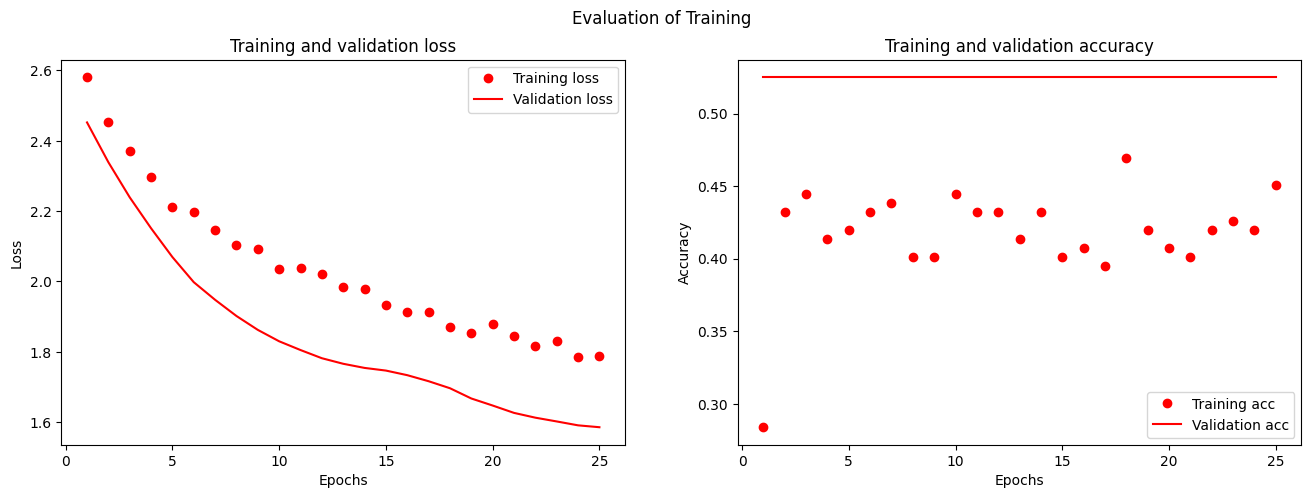 Evaluation of Training
Training and validation loss
2.6
2.4
2.2
2.0
1.8
1.6
Loss
0
5
10
15
20
25
Epochs
Training loss
Validation loss
Training and validation accuracy
0.50
0.45
0.40
0.35
0.30
Accuracy
0
5
10
15
20
25
Epochs
Training acc
Validation acc